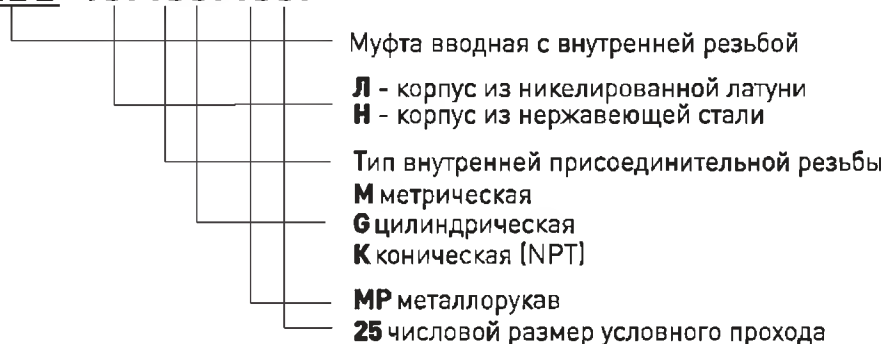 Муфта вводная с внутренней резьбой
Л - корпус из никелированной латуни
Н - корпус из нержавеющей стали
Тип внутренней присоединительной резьбы
М метрическая
G цилиндрическая
К коническая (NPT)
МР металлорукав
25 числовой размер условного прохода